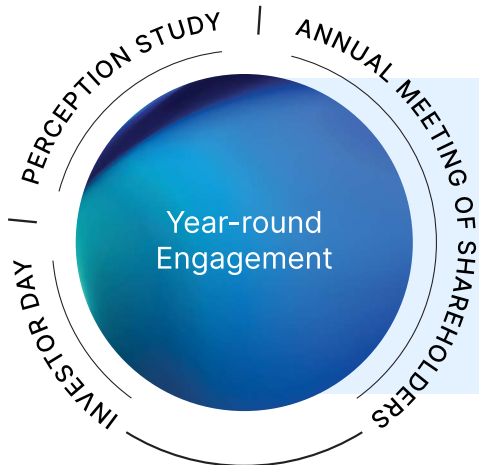 PERCEPTION STUDY
ANNUAL MEETING OF SHAREHOLDERS
INVESTOR DAY
Year-round
Engagement